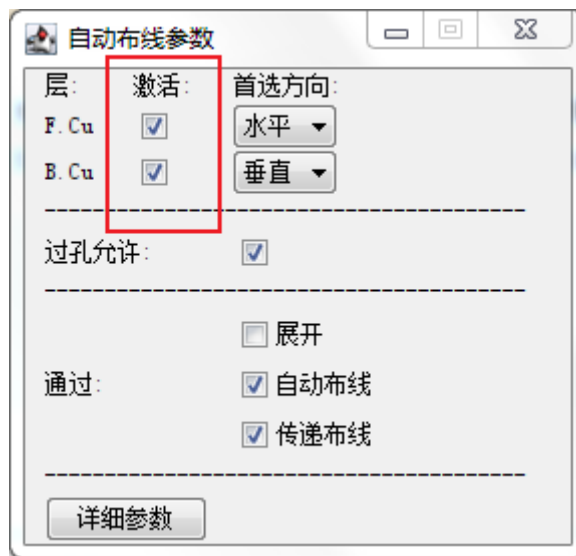 自动布线参数
层: 激活: 首选方向:
F.Cu 水平
B.Cu 垂直
过孔允许:
展开
通过: 自动布线
传递布线
详细参数